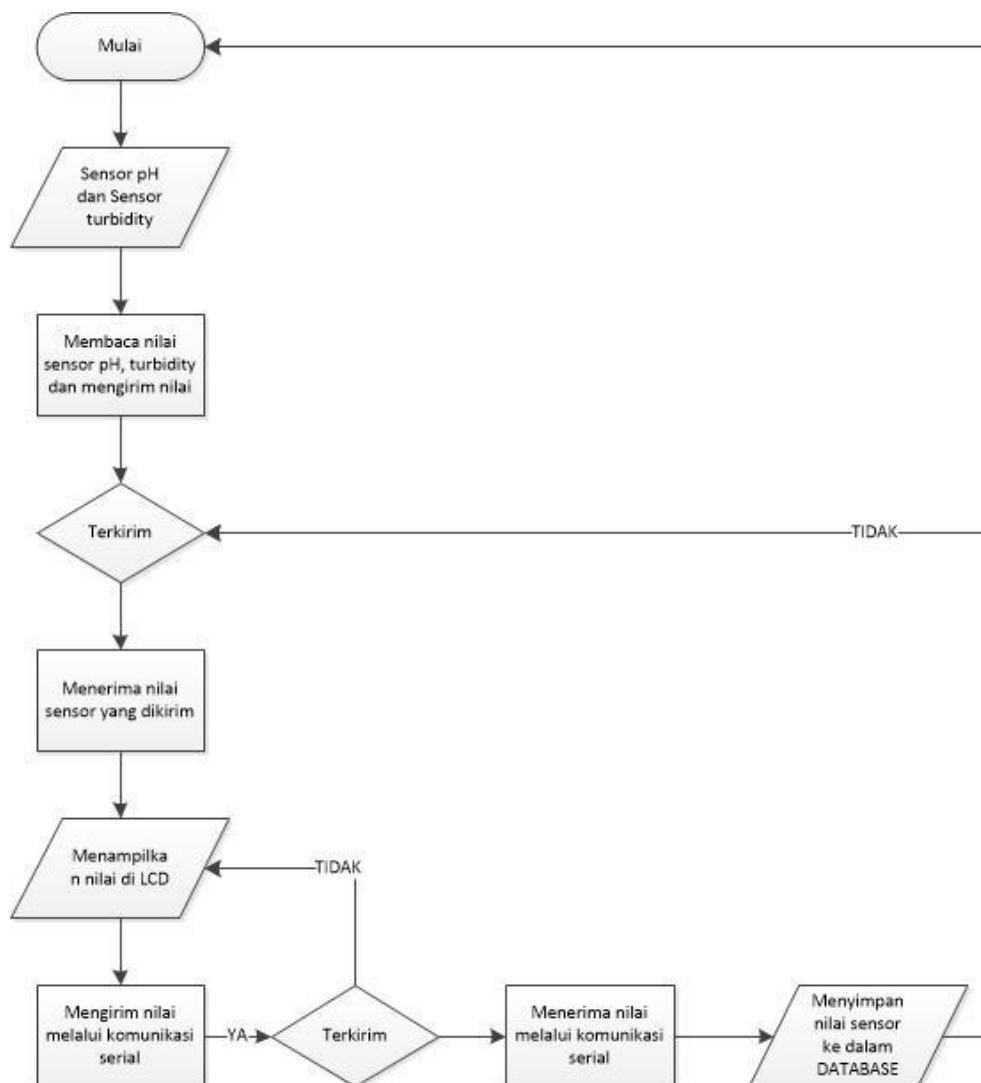 Mulai
Sensor pH
dan Sensor
turbidity
Membaca nilai
sensor pH, turbidity
dan mengirim nilai
Terkirim
TIDAK
Menerima nilai
sensor yang dikirim
Menampilka
n nilai di LCD
TIDAK
Mengirim nilai
melalui komunikasi
serial
YA
Terkirim
Menerima nilai
melalui komunikasi
serial
Menyimpan
nilai sensor
ke dalam
DATABASE